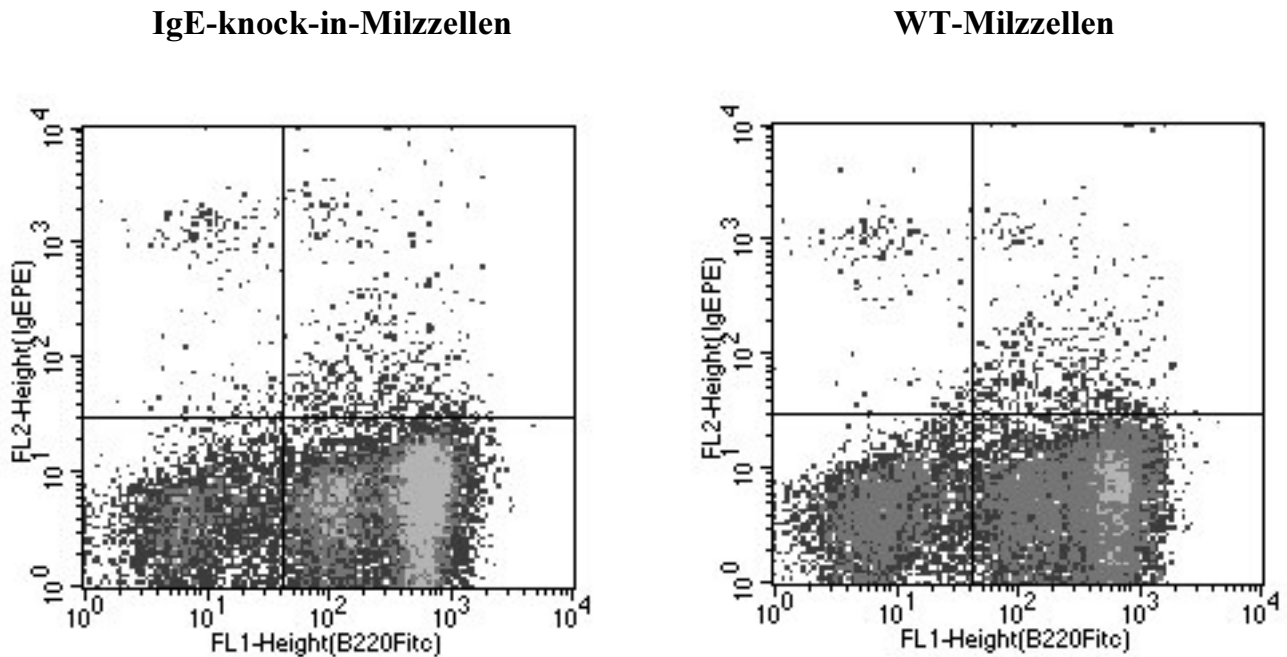 IgE-knock-in-Milzzellen
WT-Milzzellen
10^4
10^3
10^2
10^1
10^0
FL2-Height(IgEPE)
10^0 10^1 10^2 10^3 10^4
FL1-Height(B220Fitc)
10^4
10^3
10^2
10^1
10^0
FL2-Height(IgEPE)
10^0 10^1 10^2 10^3 10^4
FL1-Height(B220Fitc)